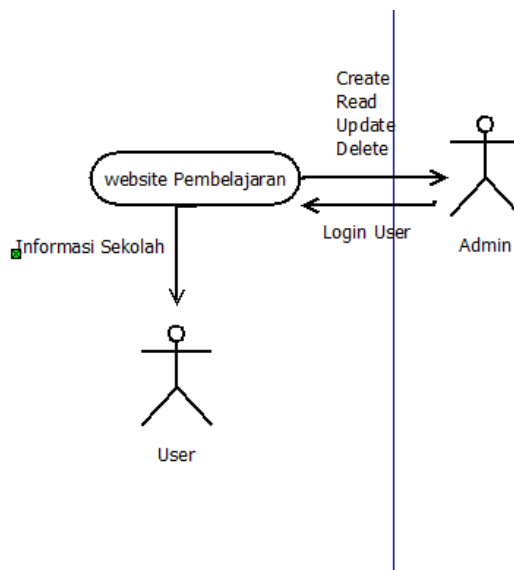 Create
Read
Update
Delete
website Pembelajaran
Login User
Admin
Informasi Sekolah
User